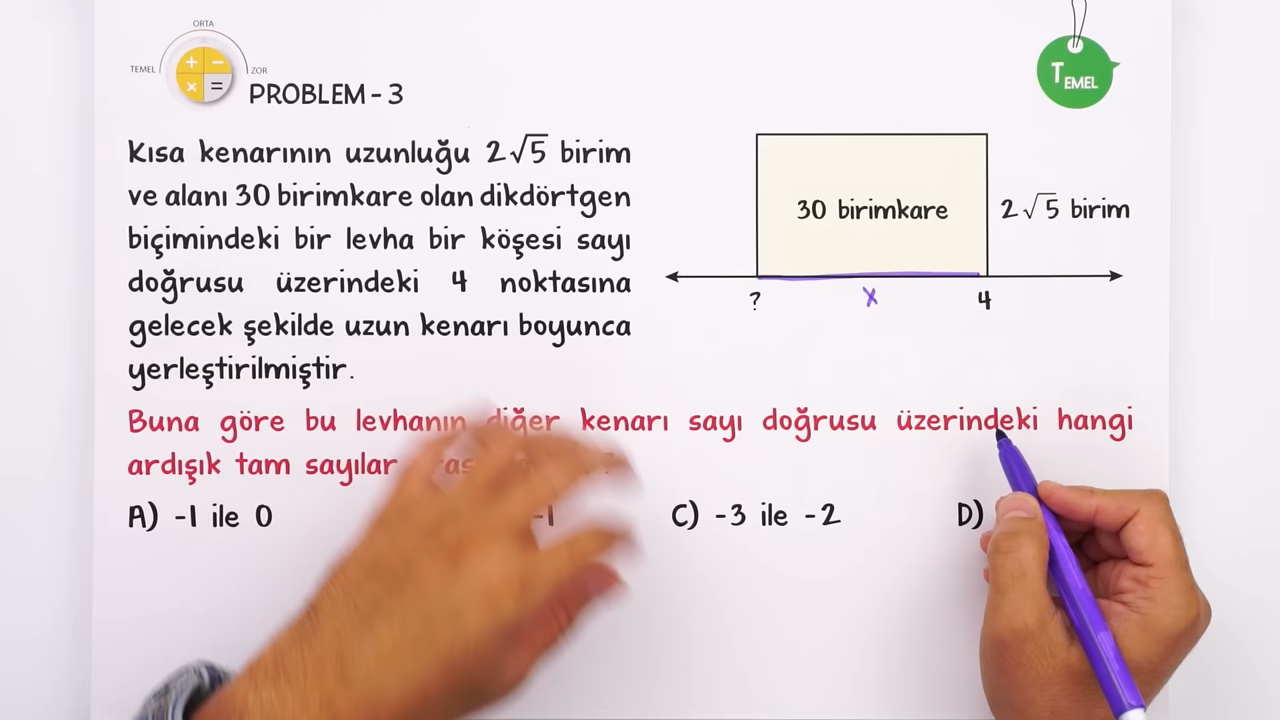 ORTA
TEMEL
ZOR
+ -
× =
PROBLEM - 3
TEMEL
Kısa kenarının uzunluğu 2√5 birim
ve alanı 30 birimkare olan dikdörtgen
biçimindeki bir levha bir köşesi sayı
doğrusu üzerindeki 4 noktasına
gelecek şekilde uzun kenarı boyunca
yerleştirilmiştir.
30 birimkare
2√5 birim
? x 4
Buna göre bu levhanın diğer kenarı sayı doğrusu üzerindeki hangi
ardışık tam sayılar
A) -1 ile 0
-1
C) -3 ile -2
D)